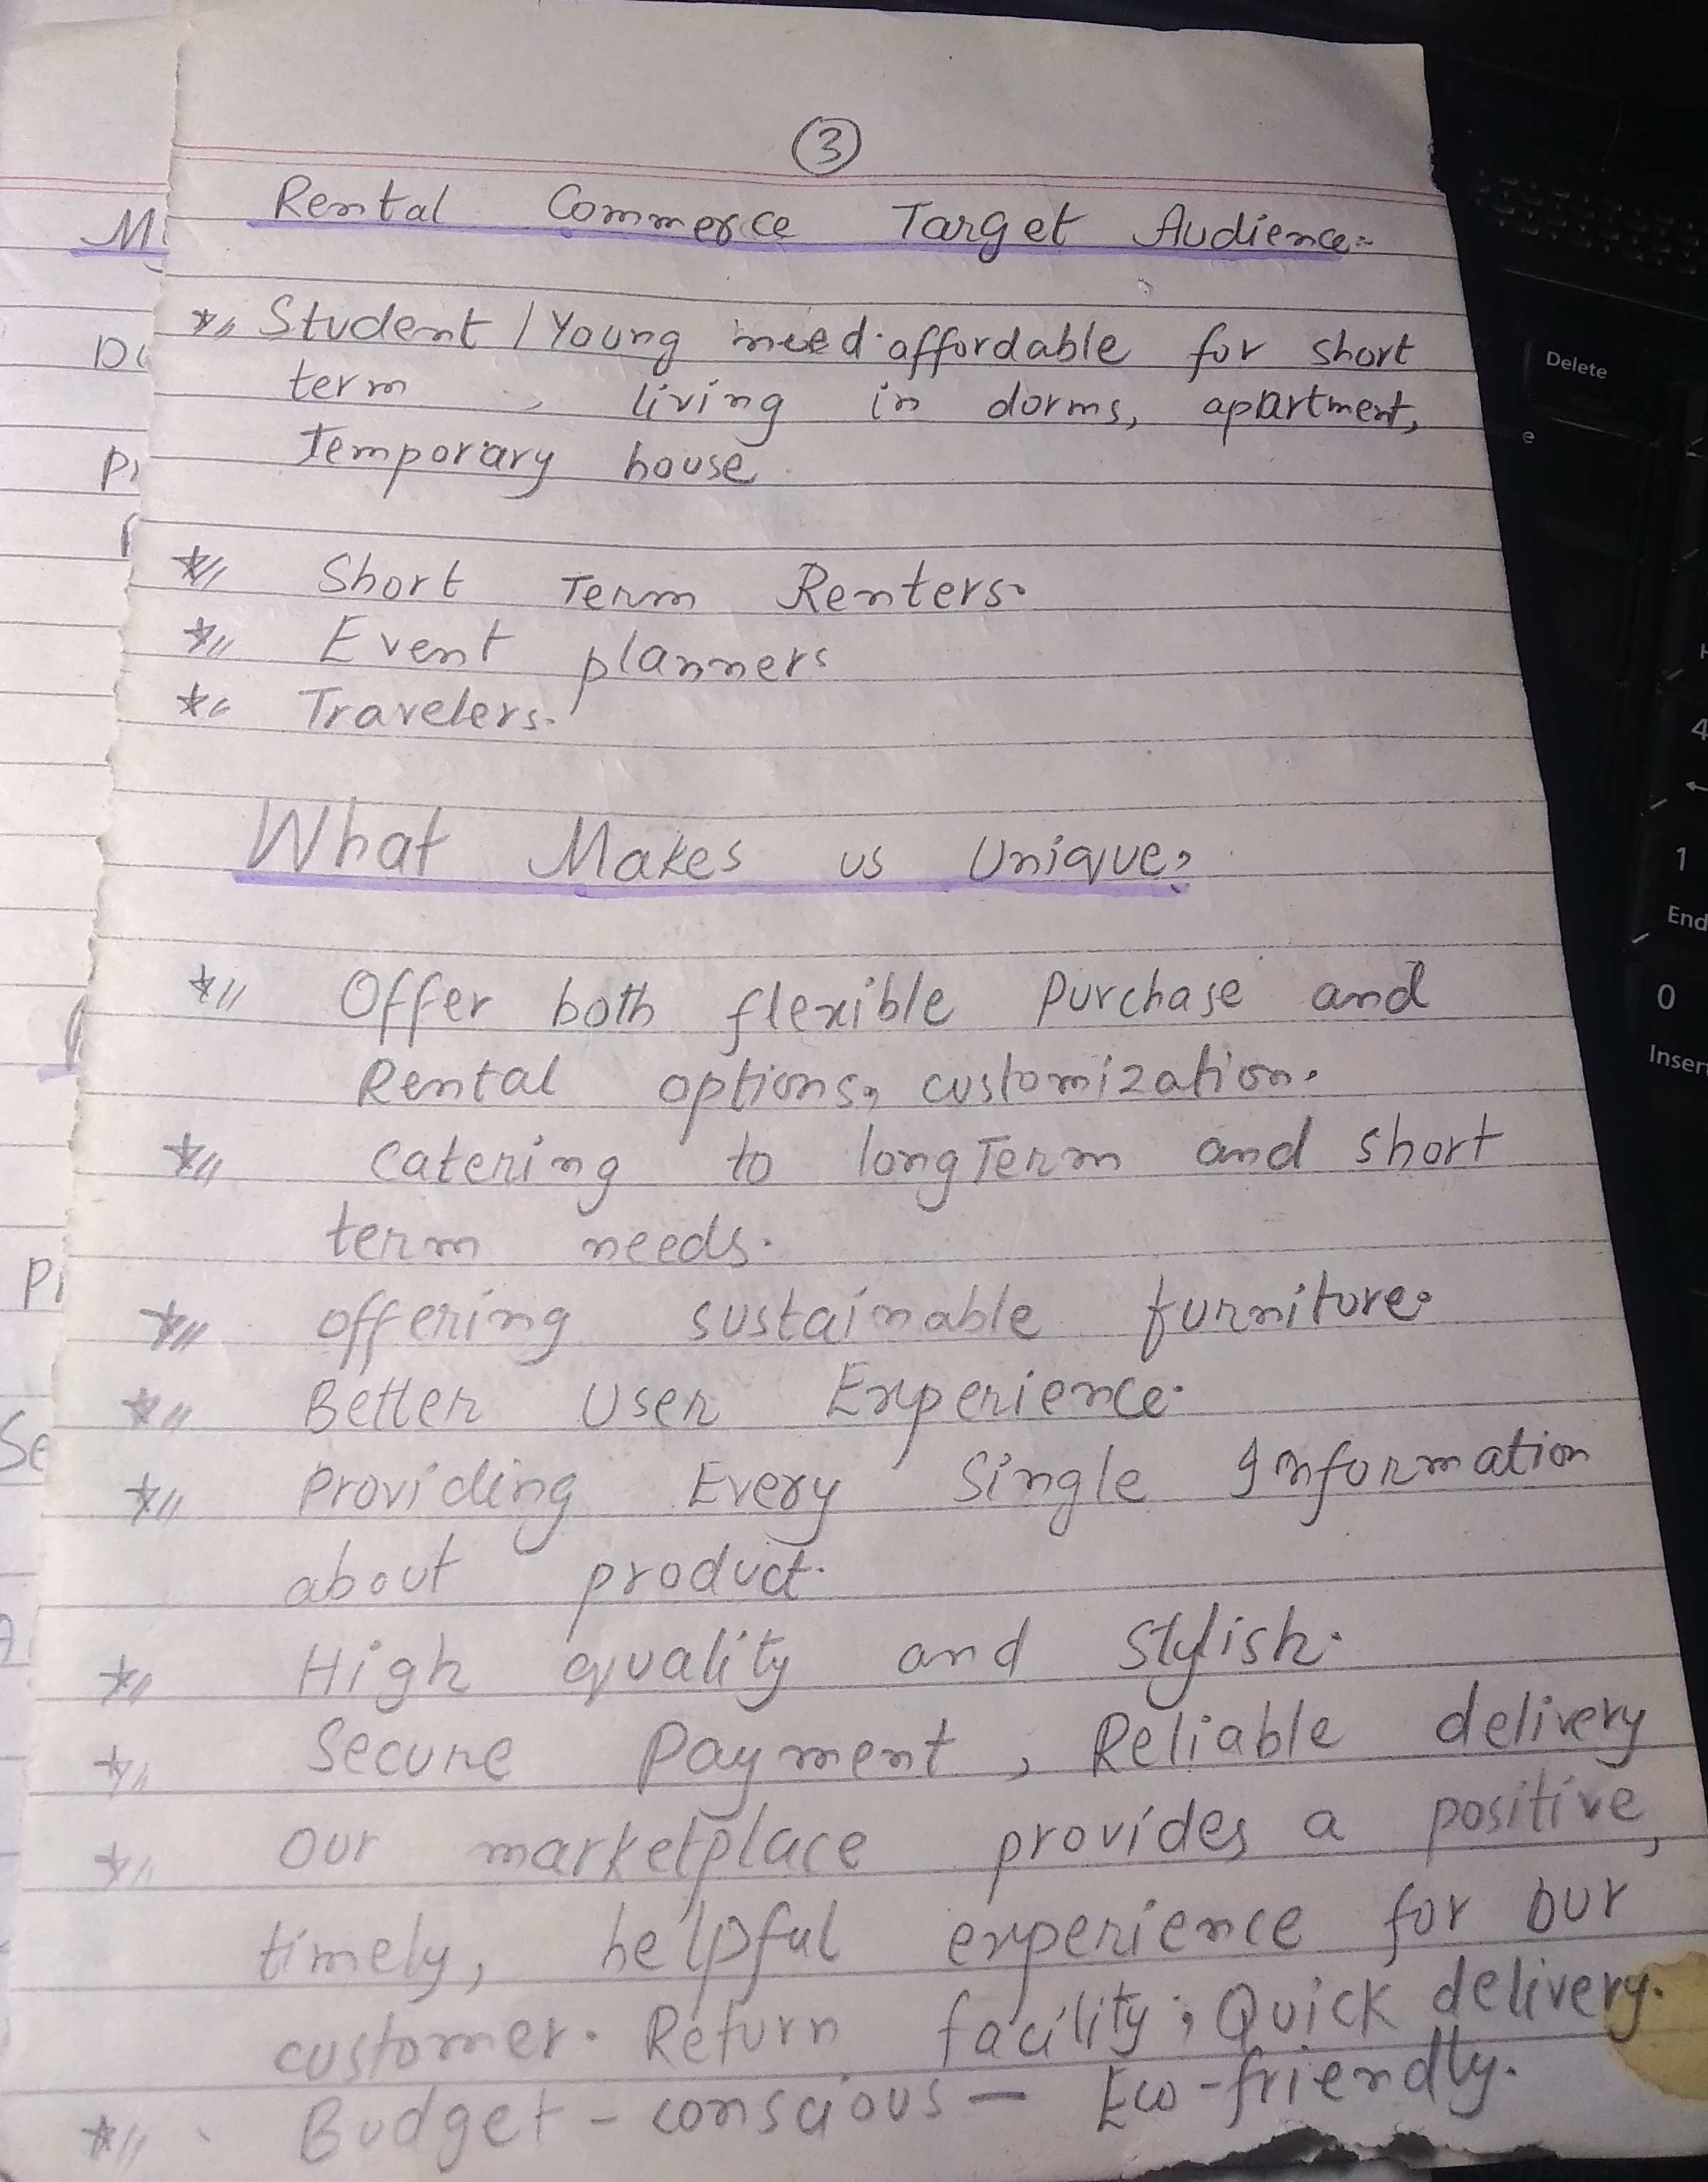 3
Rental Commerce Target Audience:-
* Student / Young need affordable for short
term , living in dorms, apartment,
Temporary house.
* Short Term Renters.
* Event planners
* Travelers.
What Makes us Unique?
* Offer both flexible Purchase and
Rental options, customization.
* Catering to long Term and short
term needs.
* offering sustainable furniture.
* Better User Experience.
* Providing Every Single Information
about product.
* High quality and Stylish.
* Secure Payment , Reliable delivery
* Our marketplace provides a positive,
timely, helpful experience for our
customer. Return facility; Quick delivery.
* Budget - conscious — Eco-friendly.
Delete
4
1
End
0